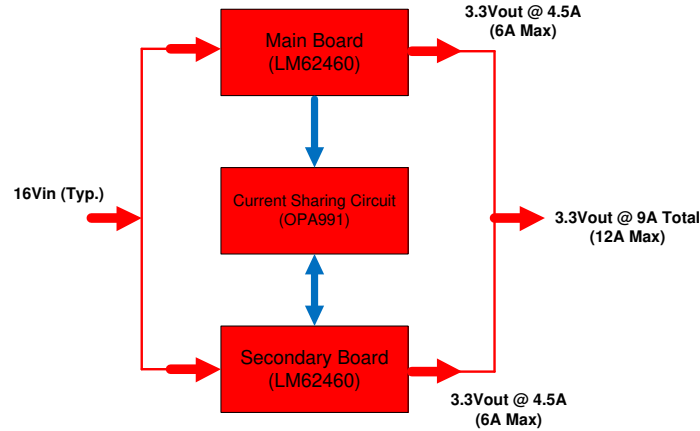 3.3Vout @ 4.5A
(6A Max)
Main Board
(LM62460)
16Vin (Typ.)
Current Sharing Circuit
(OPA991)
3.3Vout @ 9A Total
(12A Max)
Secondary Board
(LM62460)
3.3Vout @ 4.5A
(6A Max)